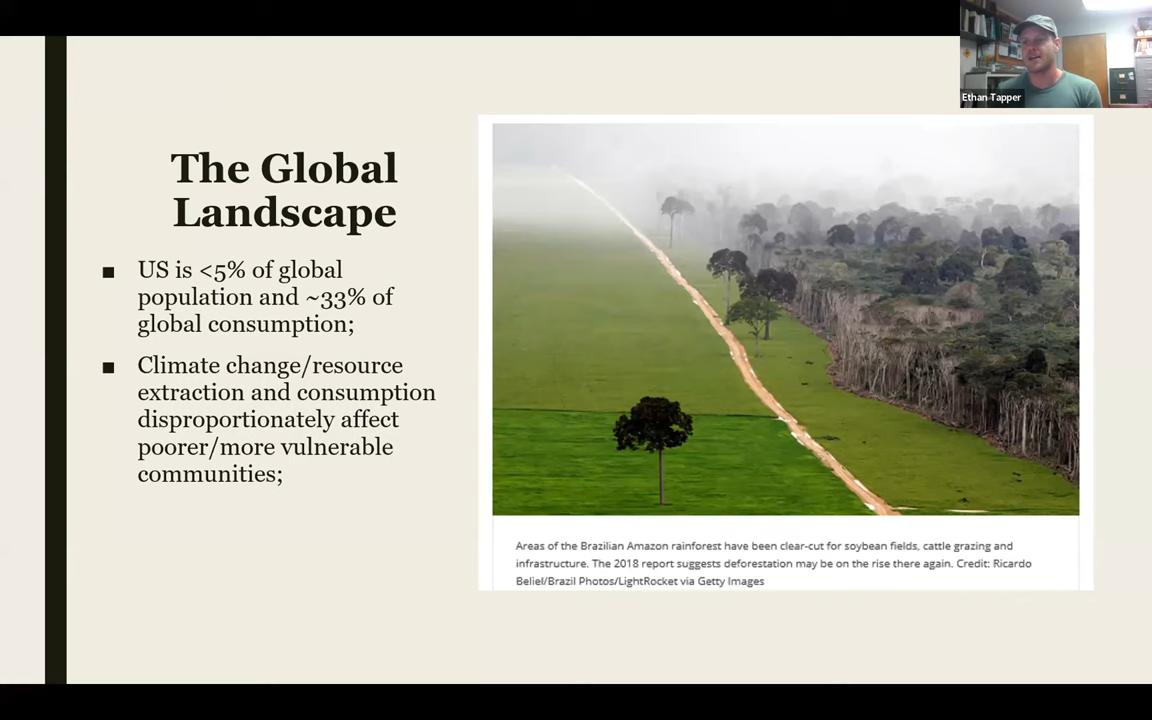 Ethan Tapper
The Global
Landscape
■ US is <5% of global
population and ~33% of
global consumption;
■ Climate change/resource
extraction and consumption
disproportionately affect
poorer/more vulnerable
communities;
Areas of the Brazilian Amazon rainforest have been clear-cut for soybean fields, cattle grazing and
infrastructure. The 2018 report suggests deforestation may be on the rise there again. Credit: Ricardo
Beliel/Brazil Photos/LightRocket via Getty Images